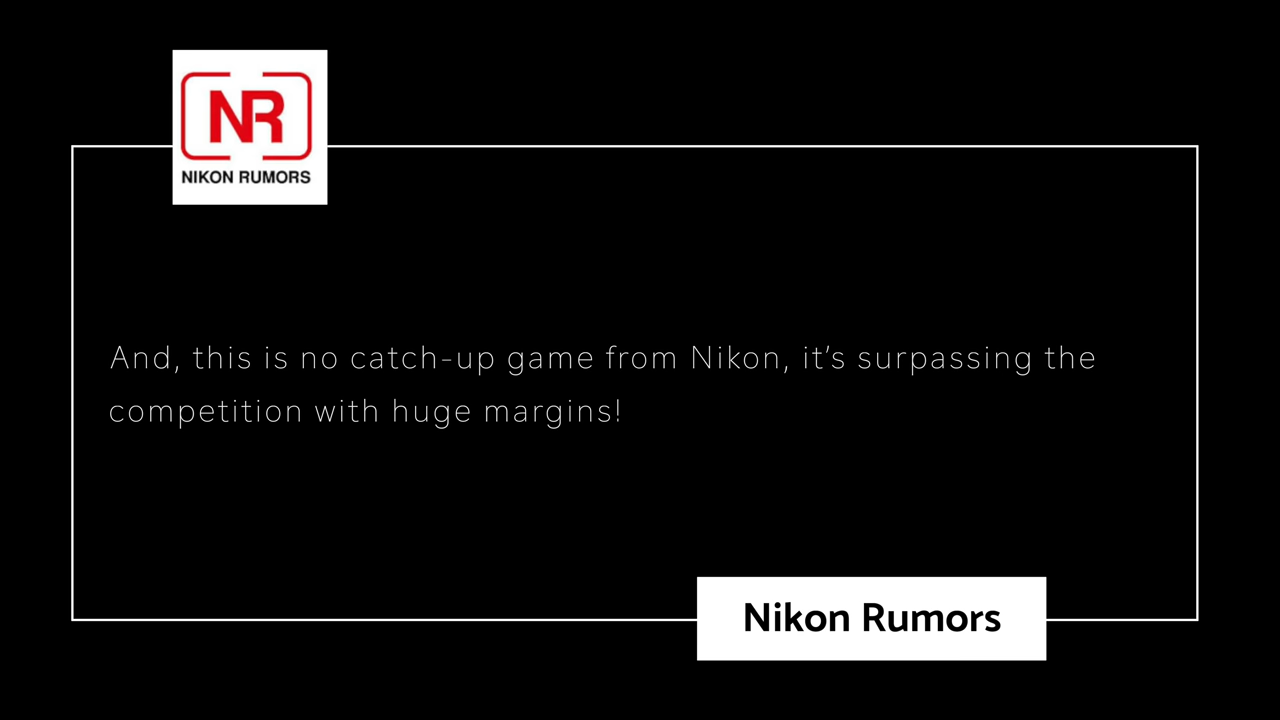 NR
NIKON RUMORS
And, this is no catch-up game from Nikon, it’s surpassing the
competition with huge margins!
Nikon Rumors